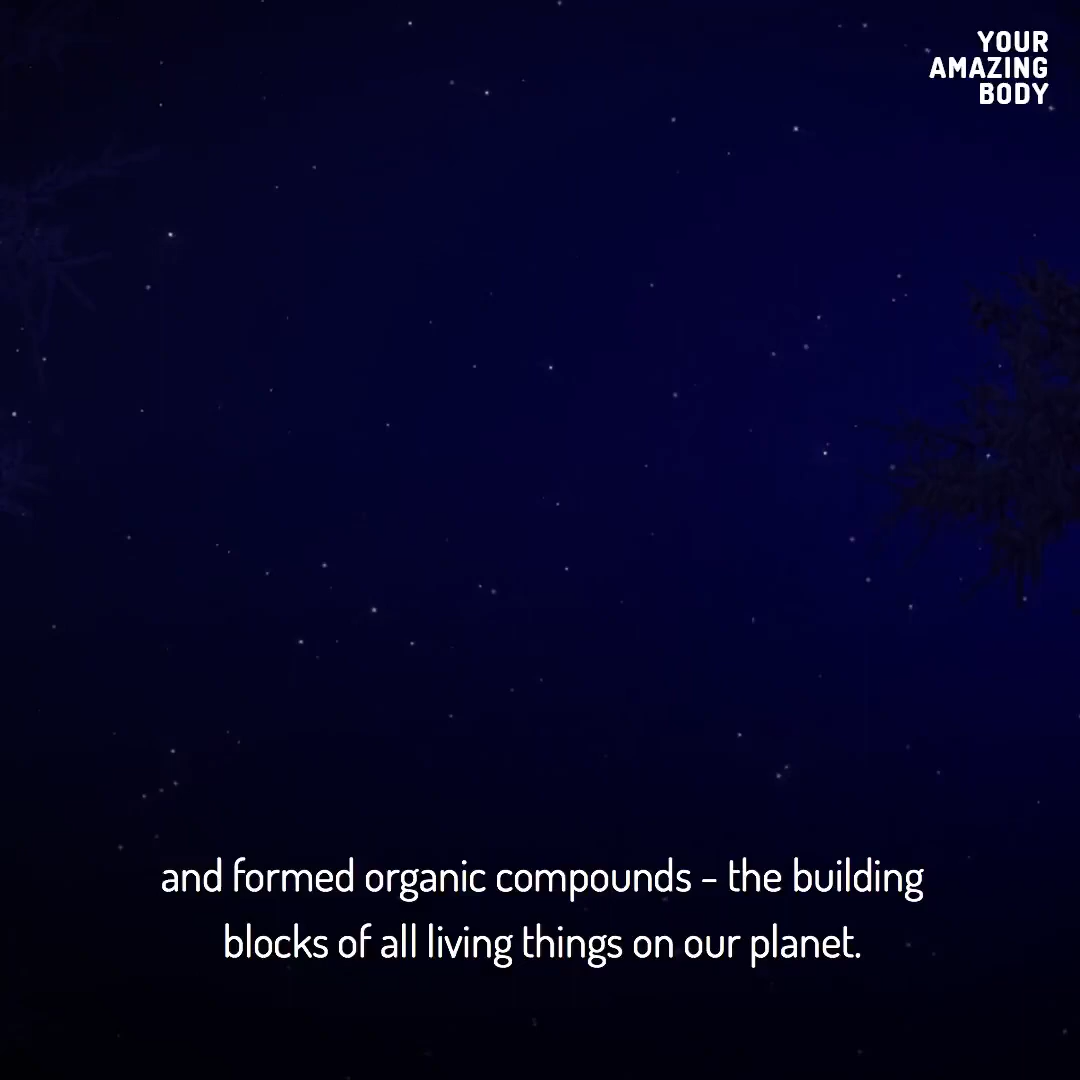 YOUR
AMAZING
BODY
and formed organic compounds – the building
blocks of all living things on our planet.